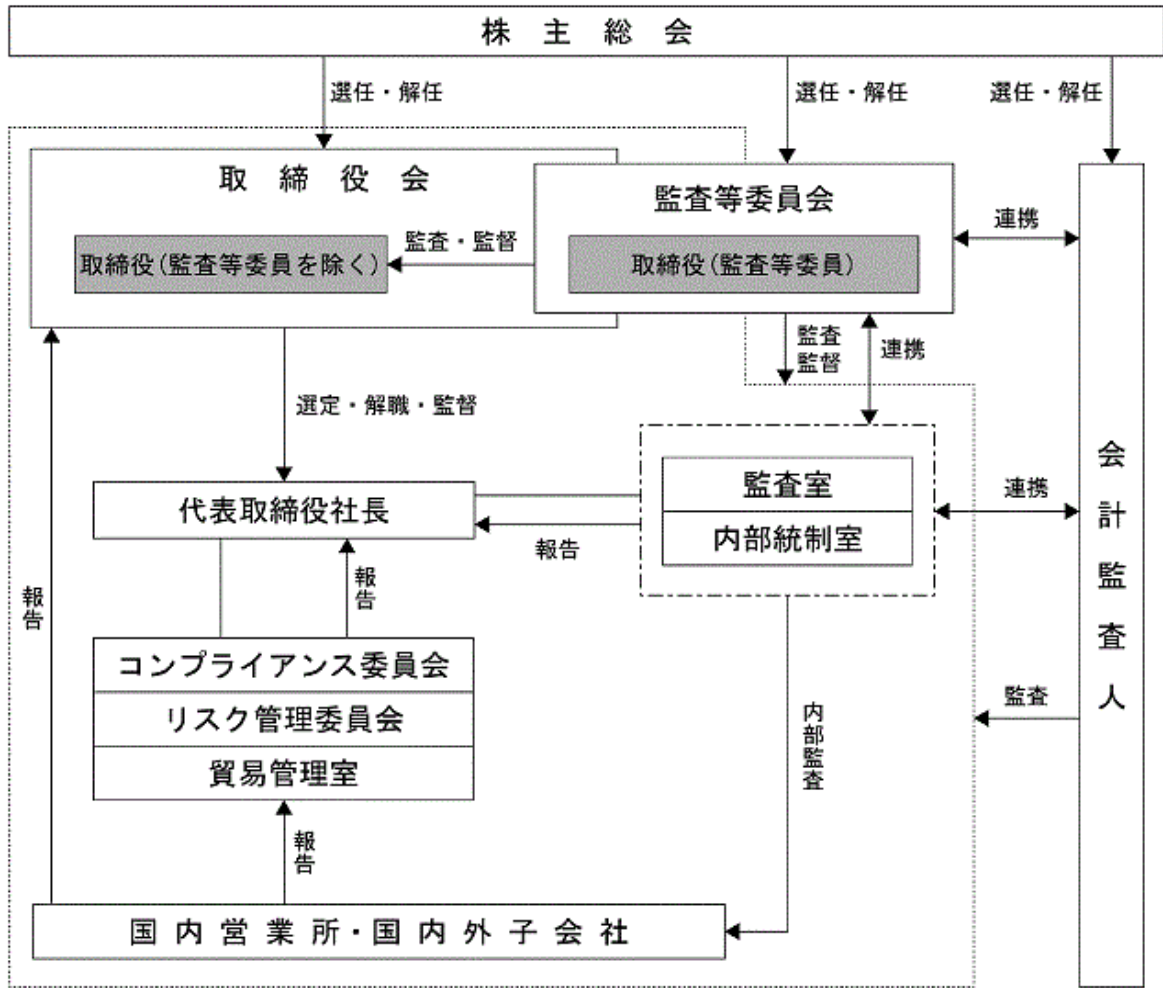 株主総会
選任・解任
選任・解任
選任・解任
取締役会
監査等委員会
連携
監査・監督
取締役(監査等委員を除く)
取締役(監査等委員)
監査
監督
連携
選定・解職・監督
監査室
代表取締役社長
連携
内部統制室
報告
報告
会計監査人
報告
コンプライアンス委員会
リスク管理委員会
監査
内部監査
貿易管理室
報告
国内営業所・国内外子会社